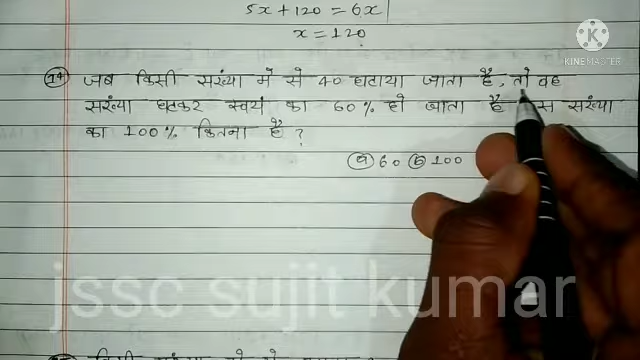 5x + 120 = 6x
x = 120
KINEMASTER
14 जब किसी संख्या मे से 40 घटाया जाता है, तो वह
संख्या घटकर स्वयं का 60% हो जाता है संख्या
का 100% कितना है ?
(a) 60 (b) 100
jssc sujit kumar